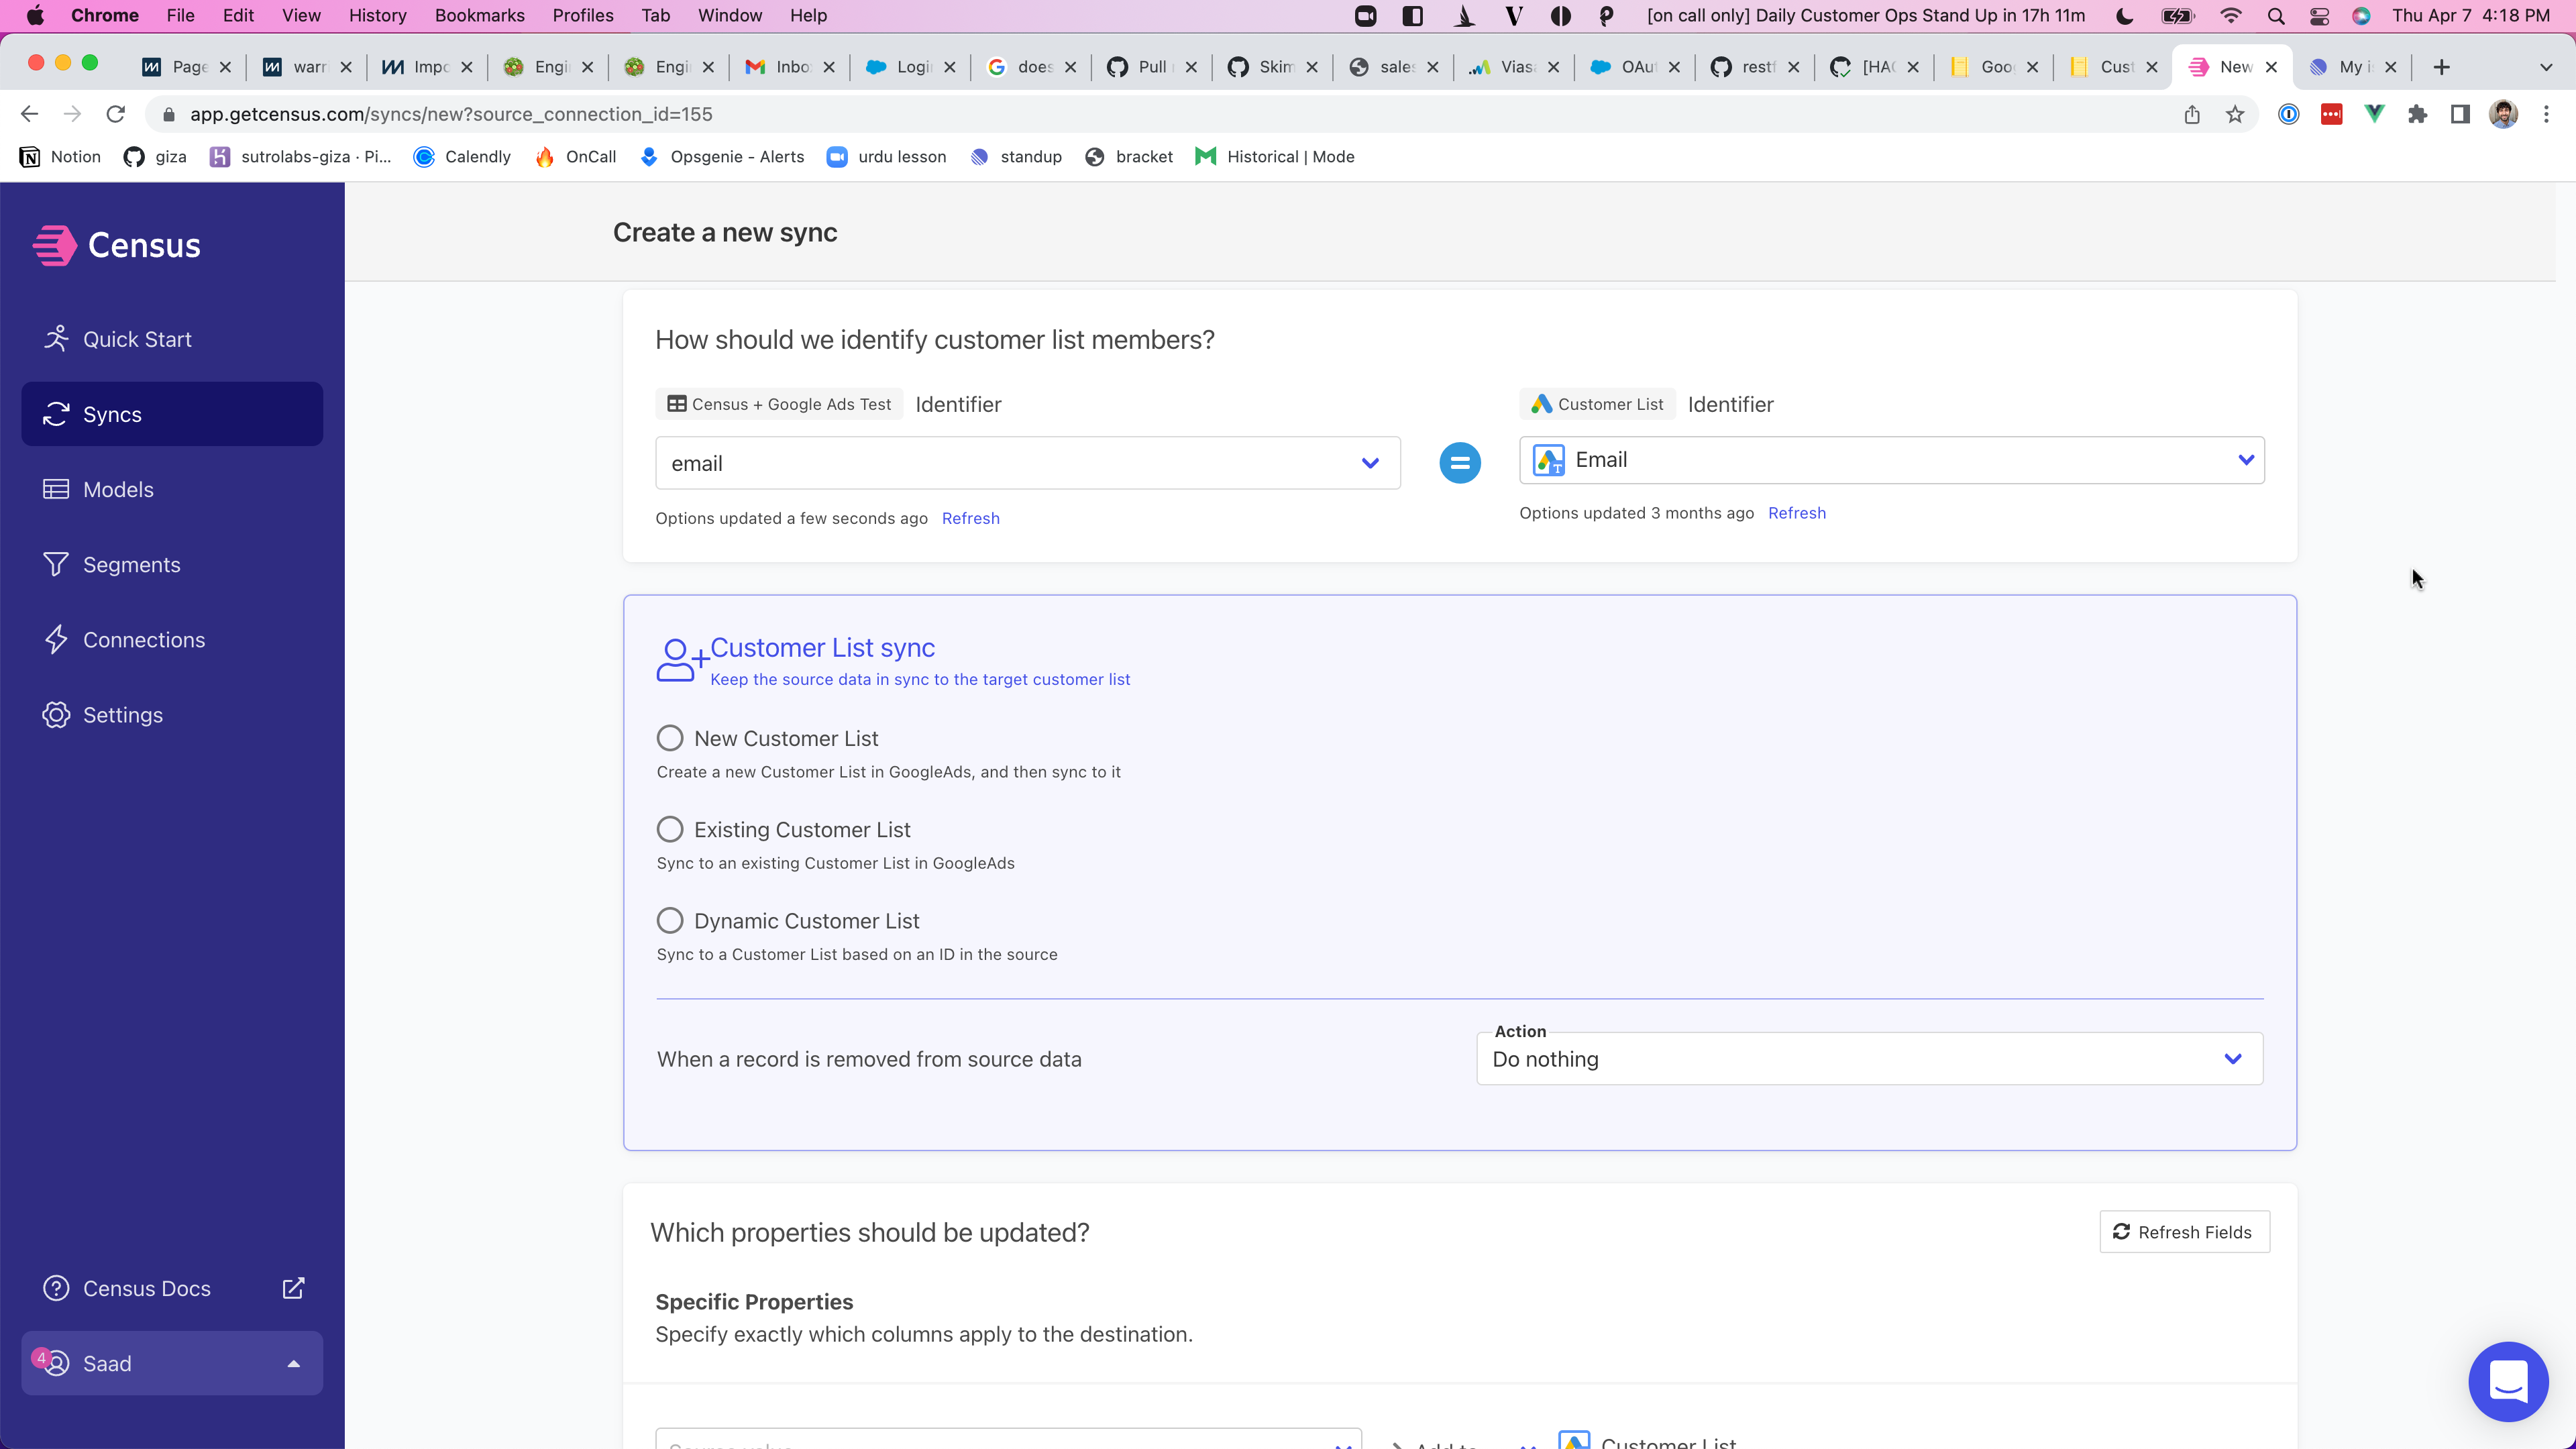 Chrome File Edit View History Bookmarks Profiles Tab Window Help [on call only] Daily Customer Ops Stand Up in 17h 11m Thu Apr 7 4:18 PM
Page warr Impo Engi Engi Inbo Logi does Pull Skim sales Vias OAut restf [HAC Goo Cust New My i
app.getcensus.com/syncs/new?source_connection_id=155
Notion giza sutrolabs-giza · Pi... Calendly OnCall Opsgenie - Alerts urdu lesson standup bracket Historical | Mode
Census
Quick Start
Syncs
Models
Segments
Connections
Settings
Census Docs
4 Saad
Create a new sync
How should we identify customer list members?
Census + Google Ads Test Identifier
email
Options updated a few seconds ago Refresh
Customer List Identifier
Email
Options updated 3 months ago Refresh
Customer List sync
Keep the source data in sync to the target customer list
New Customer List
Create a new Customer List in GoogleAds, and then sync to it
Existing Customer List
Sync to an existing Customer List in GoogleAds
Dynamic Customer List
Sync to a Customer List based on an ID in the source
When a record is removed from source data
Action
Do nothing
Which properties should be updated?
Refresh Fields
Specific Properties
Specify exactly which columns apply to the destination.
Source value Add to Customer List